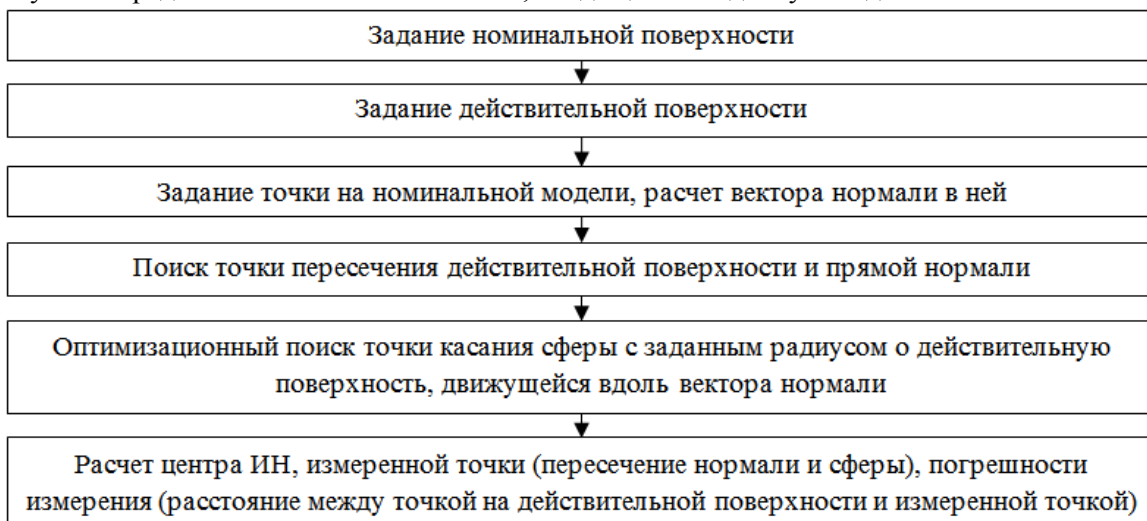 Задание номинальной поверхности
Задание действительной поверхности
Задание точки на номинальной модели, расчет вектора нормали в ней
Поиск точки пересечения действительной поверхности и прямой нормали
Оптимизационный поиск точки касания сферы с заданным радиусом о действительную
поверхность, движущейся вдоль вектора нормали
Расчет центра ИН, измеренной точки (пересечение нормали и сферы), погрешности
измерения (расстояние между точкой на действительной поверхности и измеренной точкой)